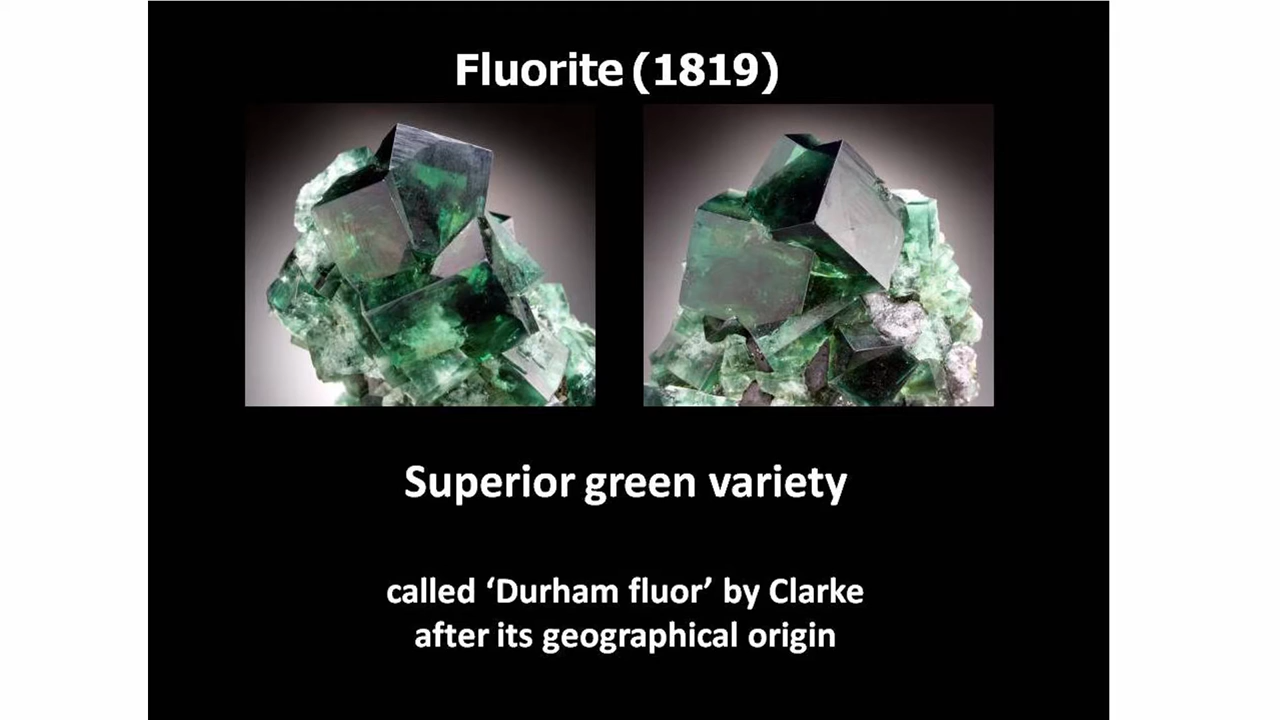 Fluorite (1819)
Superior green variety
called ‘Durham fluor’ by Clarke
after its geographical origin